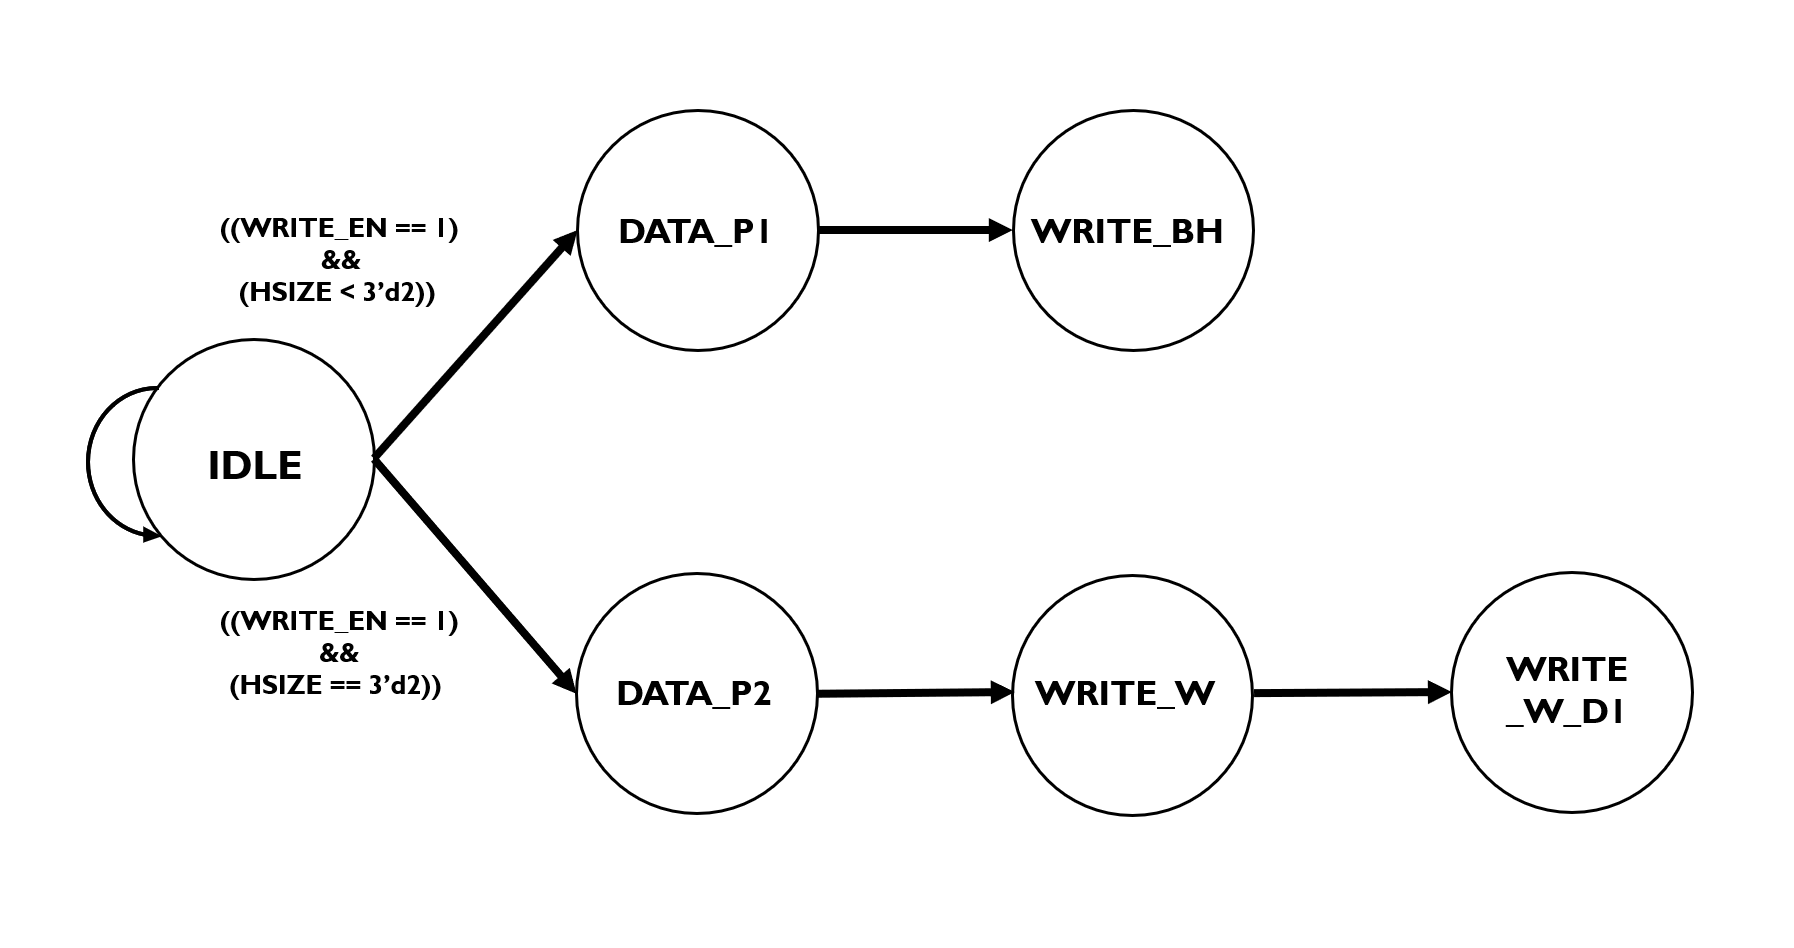 ((WRITE_EN == 1)
&&
(HSIZE < 3’d2))
DATA_P1
WRITE_BH
IDLE
((WRITE_EN == 1)
&&
(HSIZE == 3’d2))
DATA_P2
WRITE_W
WRITE
_W_D1